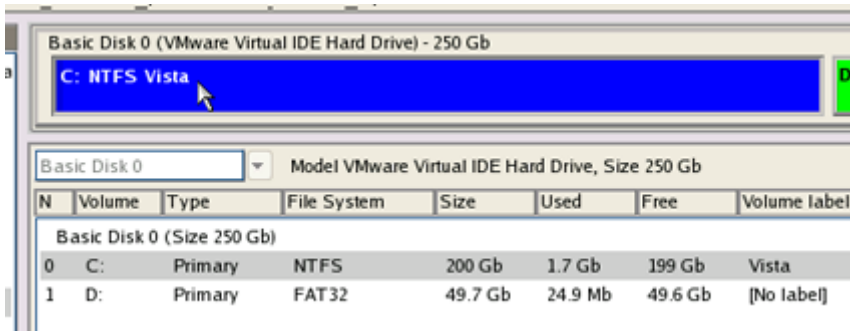 Basic Disk 0 (VMware Virtual IDE Hard Drive) - 250 Gb
C: NTFS Vista D
Basic Disk 0 Model VMware Virtual IDE Hard Drive, Size 250 Gb
N Volume Type File System Size Used Free Volume label
Basic Disk 0 (Size 250 Gb)
0 C: Primary NTFS 200 Gb 1.7 Gb 199 Gb Vista
1 D: Primary FAT32 49.7 Gb 24.9 Mb 49.6 Gb [No label]